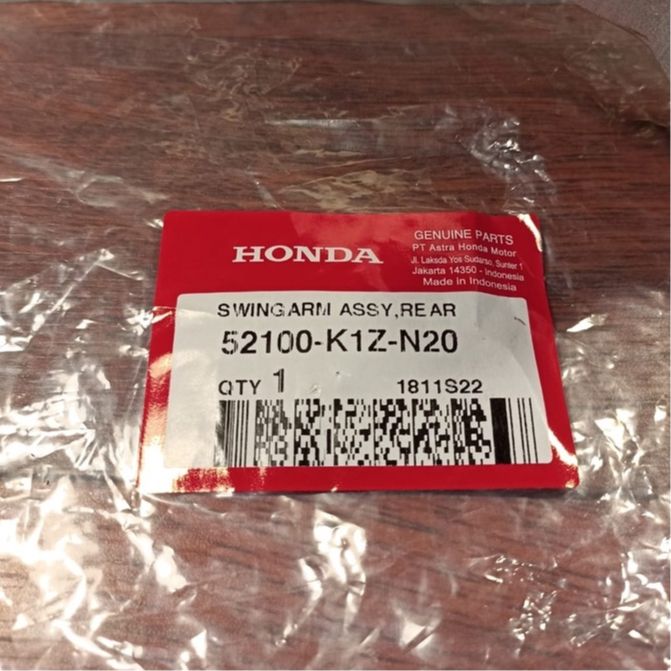 HONDA
GENUINE PARTS
PT Astra Honda Motor
Jl. Laksda Yos Sudarso, Sunter 1
Jakarta 14350 - Indonesia
Made in Indonesia
SWINGARM ASSY,REAR
52100-K1Z-N20
QTY 1 1811S22